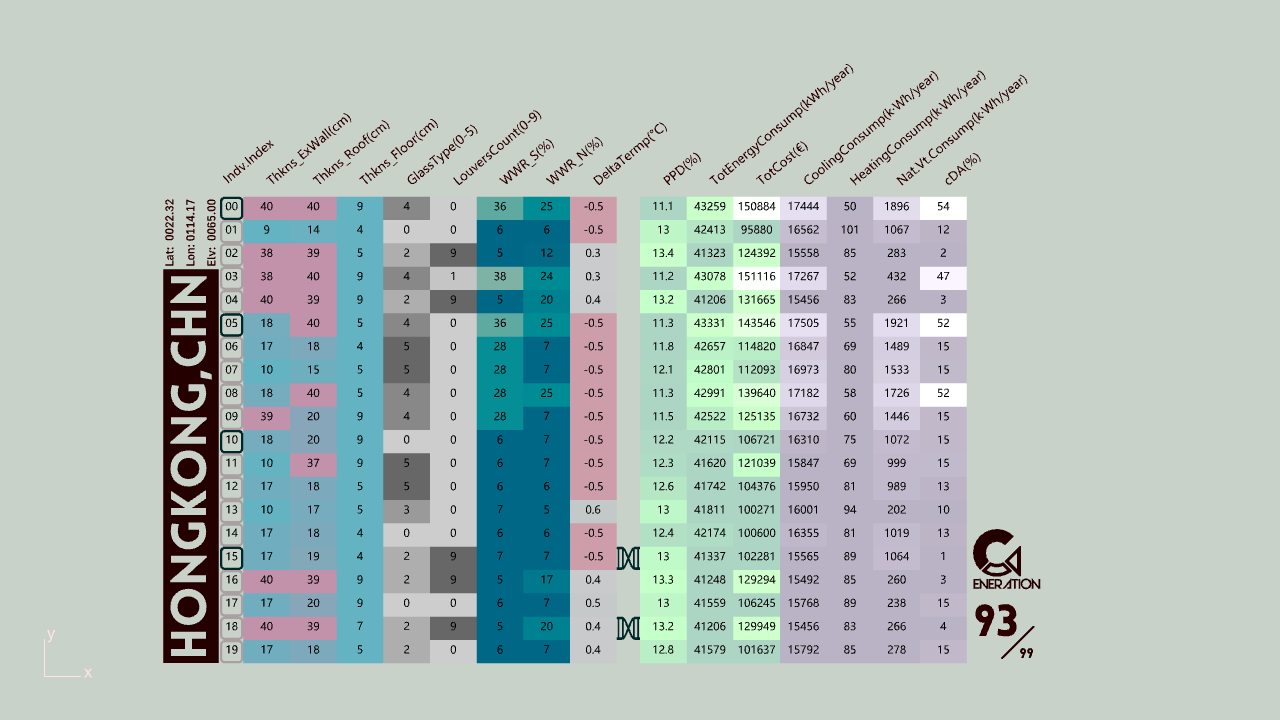 Indv.Index Thkns_ExWall(cm) Thkns_Roof(cm) Thkns_Floor(cm) GlassType(0-5) LouversCount(0-9) WWR_S(%) WWR_N(%) DeltaTermp(°C) PPD(%) TotEnergyConsump(kWh/year) TotCost(€) CoolingConsump(k·Wh/year) HeatingConsump(k·Wh/year) Nat.Vt.Consump(k·Wh/year) cDA(%)
Lat: 0022.32
Lon: 0114.17
Elv: 0065.00
HONGKONG,CHN
00 40 40 9 4 0 36 25 -0.5 11.1 43259 150884 17444 50 1896 54
01 9 14 4 0 0 6 6 -0.5 13 42413 95880 16562 101 1067 12
02 38 39 5 2 9 5 12 0.3 13.4 41323 124392 15558 85 283 2
03 38 40 9 4 1 38 24 0.3 11.2 43078 151116 17267 52 432 47
04 40 39 9 2 9 5 20 0.4 13.2 41206 131665 15456 83 266 3
05 18 40 5 4 0 36 25 -0.5 11.3 43331 143546 17505 55 1921 52
06 17 18 4 5 0 28 7 -0.5 11.8 42657 114820 16847 69 1489 15
07 10 15 5 5 0 28 7 -0.5 12.1 42801 112093 16973 80 1533 15
08 18 40 5 4 0 28 25 -0.5 11.3 42991 139640 17182 58 1726 52
09 39 20 9 4 0 28 7 -0.5 11.5 42522 125135 16732 60 1446 15
10 18 20 9 0 0 6 7 -0.5 12.2 42115 106721 16310 75 1072 15
11 10 37 9 5 0 6 7 -0.5 12.3 41620 121039 15847 69 999 15
12 17 18 5 5 0 6 7 -0.5 12.6 41742 104376 15950 81 989 13
13 10 17 5 3 0 7 5 0.6 13 41811 100271 16001 94 202 10
14 17 18 4 0 0 6 6 -0.5 12.4 42174 100600 16355 81 1019 13
15 17 19 4 2 9 7 7 -0.5 13 41337 102281 15565 89 1064 1
16 40 39 9 2 9 5 17 0.4 13.3 41248 129294 15492 85 260 3
17 17 20 9 0 0 6 7 0.5 13 41559 106245 15768 89 238 15
18 40 39 7 2 9 5 20 0.4 13.2 41206 129949 15456 83 266 4
19 17 18 5 2 0 6 7 0.4 12.8 41579 101637 15792 85 278 15
GENERATION
93/99
y
x